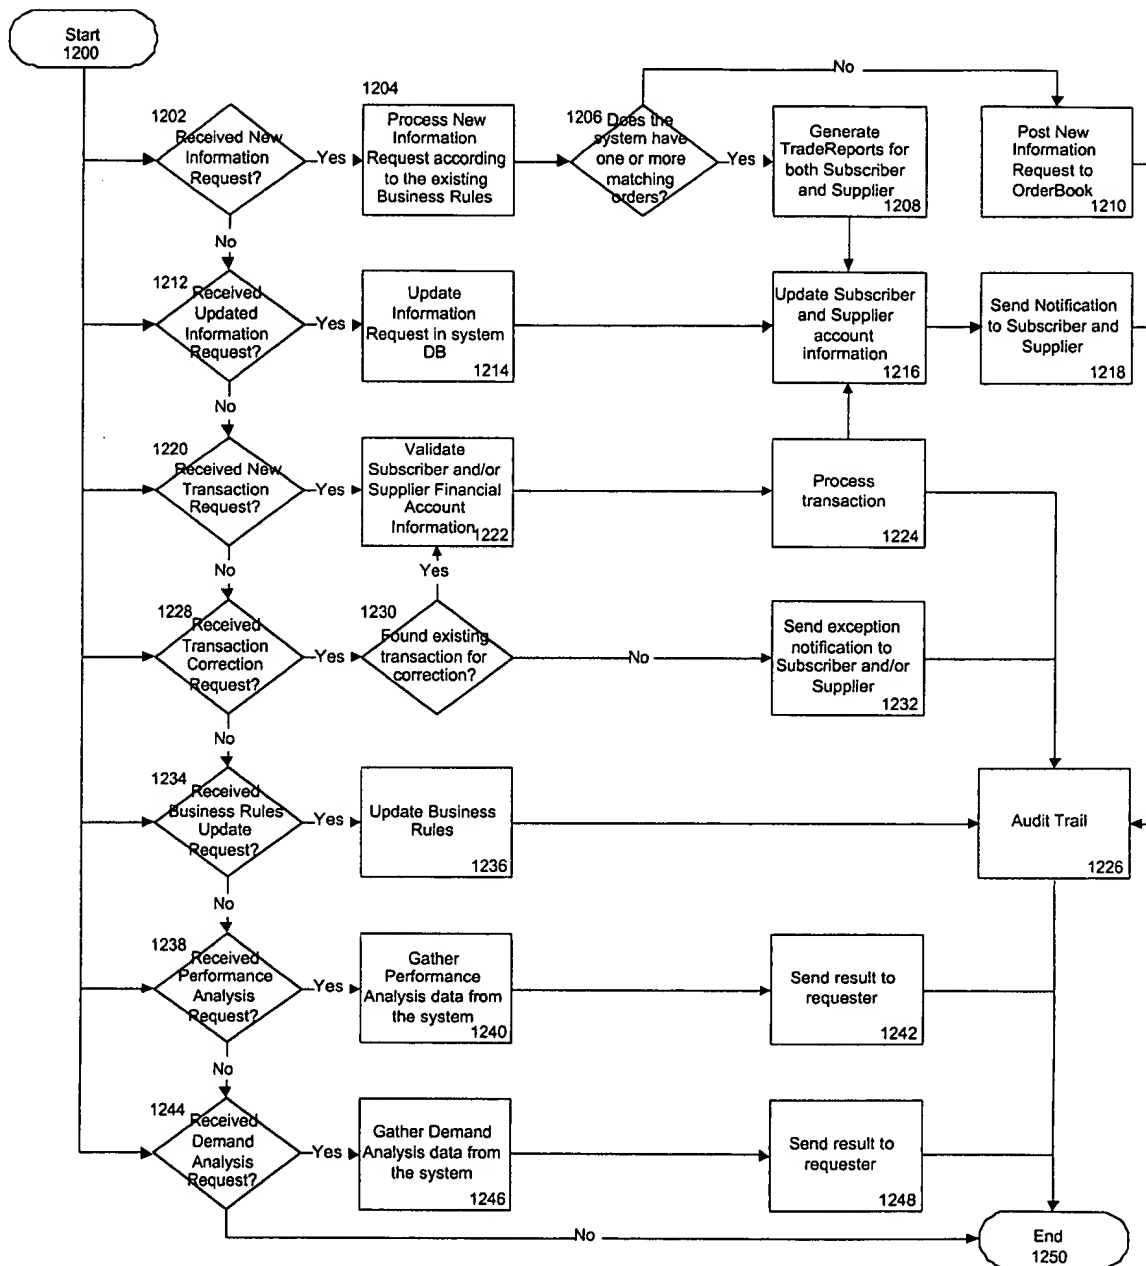 Start
1200
No
1202
Received New
Information
Request?
Yes
1204
Process New
Information
Request according
to the existing
Business Rules
1206
Does the
system have
one or more
matching
orders?
Yes
Generate
TradeReports for
both Subscriber
and Supplier
1208
Post New
Information
Request to
OrderBook
1210
No
1212
Received
Updated
Information
Request?
Yes
Update
Information
Request in system
DB
1214
Update Subscriber
and Supplier
account
information
1216
Send Notification
to Subscriber and
Supplier
1218
No
1220
Received New
Transaction
Request?
Yes
Validate
Subscriber and/or
Supplier Financial
Account
Information
1222
Process
transaction
1224
No
Yes
1228
Received
Transaction
Correction
Request?
Yes
1230
Found existing
transaction for
correction?
No
Send exception
notification to
Subscriber and/or
Supplier
1232
No
1234
Received
Business Rules
Update
Request?
Yes
Update Business
Rules
1236
Audit Trail
1226
No
1238
Received
Performance
Analysis
Request?
Yes
Gather
Performance
Analysis data from
the system
1240
Send result to
requester
1242
No
1244
Received
Demand
Analysis
Request?
Yes
Gather Demand
Analysis data from
the system
1246
Send result to
requester
1248
No
End
1250